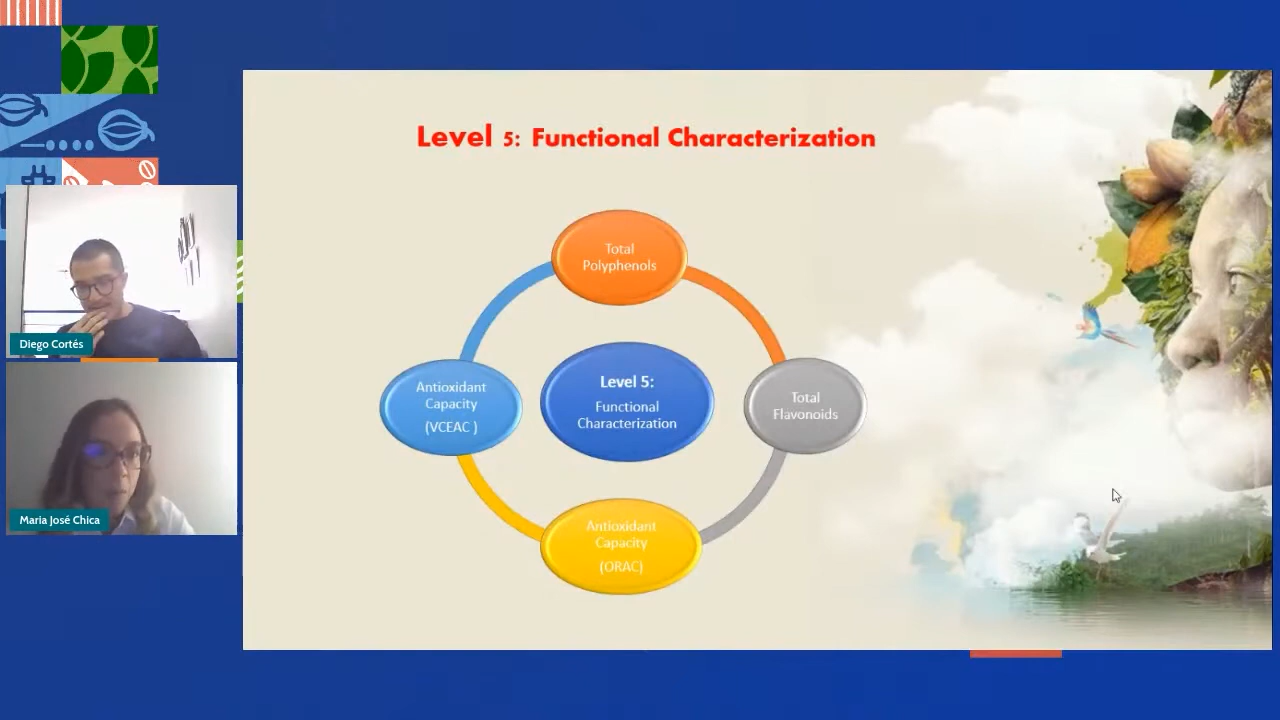 Level 5: Functional Characterization
Total
Polyphenols
Antioxidant
Capacity
(VCEAC )
Level 5:
Functional
Characterization
Total
Flavonoids
Antioxidant
Capacity
(ORAC)
Diego Cortés
Maria José Chica